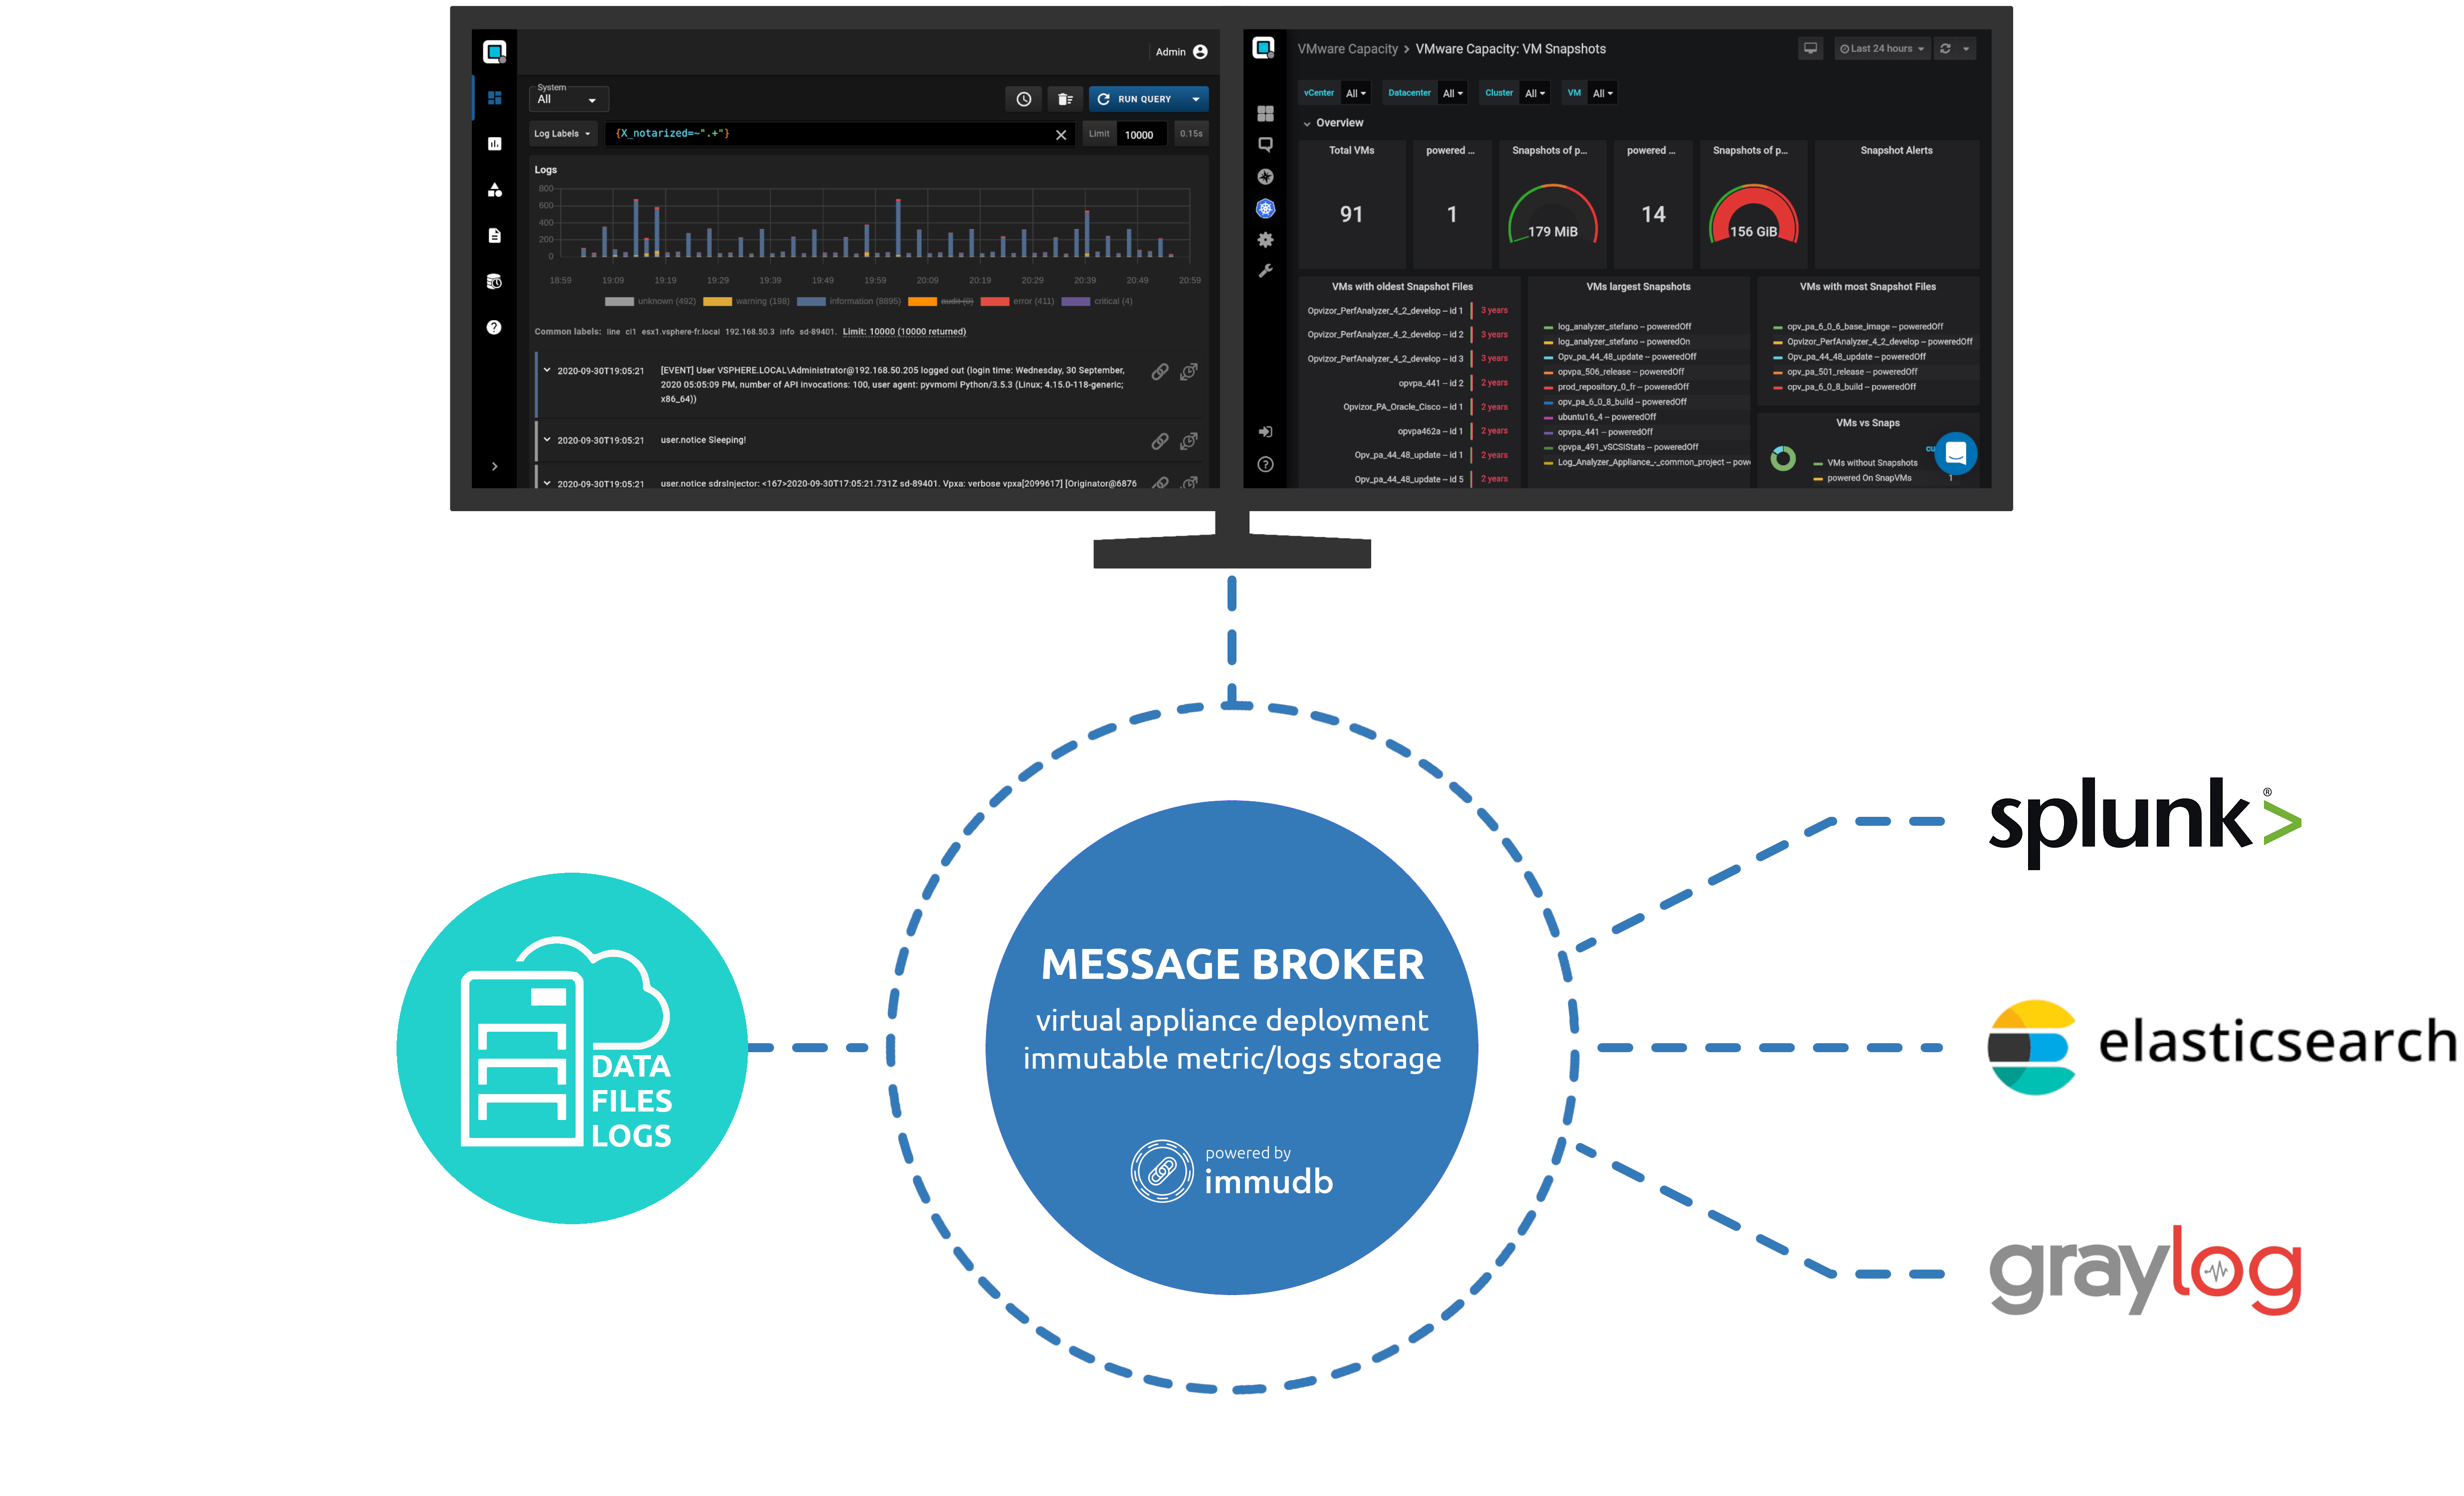 Admin
System
All
RUN QUERY
Log Labels
{X_notarized=~".+"}
Limit 10000 0.15s
Logs
800
600
400
200
0
18:59 19:09 19:19 19:29 19:39 19:49 19:59 20:09 20:19 20:29 20:39 20:49 20:59
unknown (492) warning (198) information (8895) audit (0) error (411) critical (4)
Common labels: line cl1 esx1.vsphere-fr.local 192.168.50.3 info sd-89401. Limit: 10000 (10000 returned)
2020-09-30T19:05:21 [EVENT] User VSPHERE.LOCAL\Administrator@192.168.50.205 logged out (login time: Wednesday, 30 September,
2020 05:05:09 PM, number of API invocations: 100, user agent: pyvmomi Python/3.5.3 (Linux; 4.15.0-118-generic;
x86_64))
2020-09-30T19:05:21 user.notice Sleeping!
2020-09-30T19:05:21 user.notice sdrsInjector: <167>2020-09-30T17:05:21.731Z sd-89401. Vpxa: verbose vpxa[2099617] [Originator@6876
VMware Capacity > VMware Capacity: VM Snapshots
Last 24 hours
vCenter All Datacenter All Cluster All VM All
Overview
Total VMs
91
powered ...
1
Snapshots of p...
179 MiB
powered ...
14
Snapshots of p...
156 GiB
Snapshot Alerts
VMs with oldest Snapshot Files
Opvizor_PerfAnalyzer_4_2_develop – id 1 3 years
Opvizor_PerfAnalyzer_4_2_develop – id 2 3 years
Opvizor_PerfAnalyzer_4_2_develop – id 3 3 years
opvpa_441 – id 2 2 years
Opvizor_PA_Oracle_Cisco – id 1 2 years
opvpa462a – id 1 2 years
Opv_pa_44_48_update – id 1 2 years
Opv_pa_44_48_update – id 5 2 years
VMs largest Snapshots
log_analyzer_stefano – poweredOff
log_analyzer_stefano – poweredOn
Opv_pa_44_48_update – poweredOff
opvpa_506_release – poweredOff
prod_repository_0_fr – poweredOff
opv_pa_6_0_8_build – poweredOff
ubuntu16_4 – poweredOff
opvpa_441 – poweredOff
opvpa_491_vSCSIStats – poweredOff
Log_Analyzer_Appliance_-_common_project – pow
VMs with most Snapshot Files
opv_pa_6_0_6_base_Image – poweredOff
Opvizor_PerfAnalyzer_4_2_develop – poweredOff
Opv_pa_44_48_update – poweredOff
opv_pa_501_release – poweredOff
opv_pa_6_0_8_build – poweredOff
VMs vs Snaps
cu
VMs without Snapshots
powered On SnapVMs 1
splunk>®
DATA
FILES
LOGS
MESSAGE BROKER
virtual appliance deployment
immutable metric/logs storage
powered by
immudb
elasticsearch
graylog